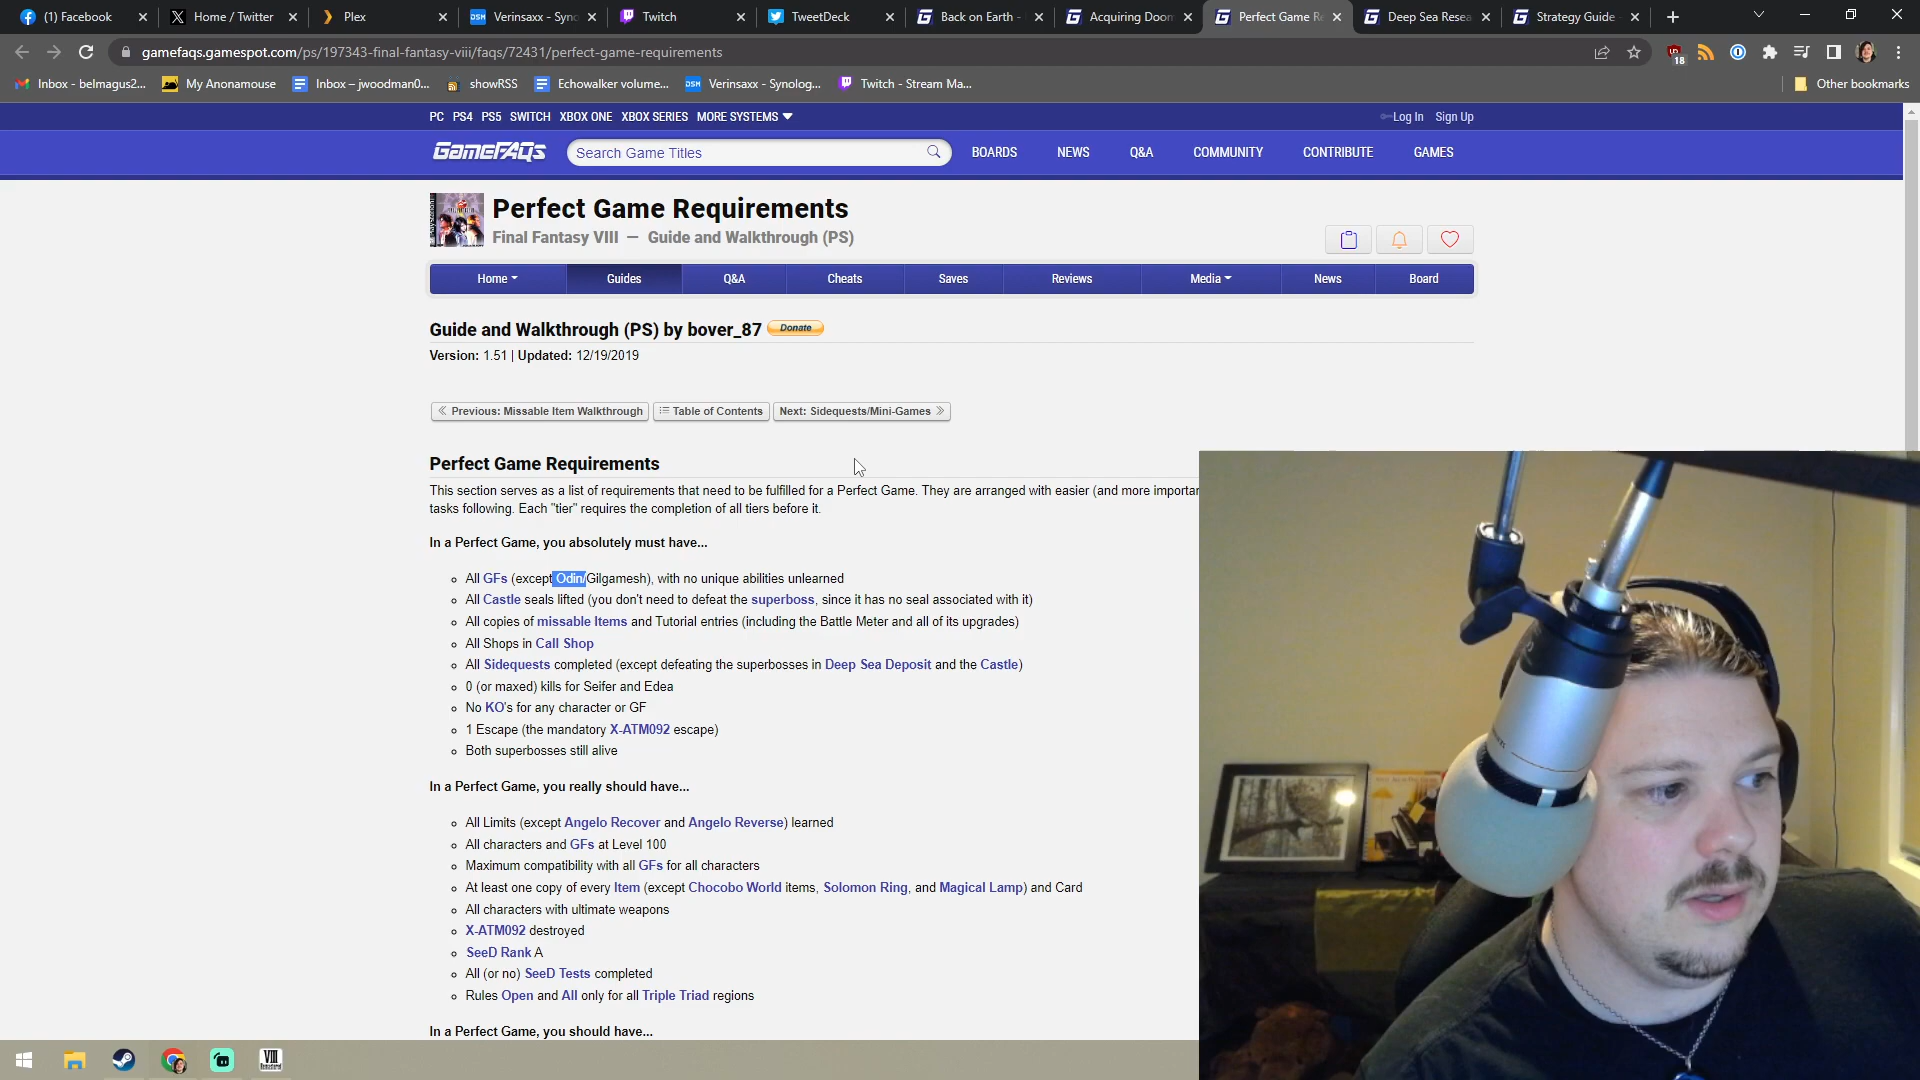 (1) Facebook
Home / Twitter
Plex
Verinsaxx - Syno
Twitch
TweetDeck
Back on Earth -
Acquiring Doom
Perfect Game Re
Deep Sea Resea
Strategy Guide -
gamefaqs.gamespot.com/ps/197343-final-fantasy-viii/faqs/72431/perfect-game-requirements
18
Inbox - belmagus2...
My Anonamouse
Inbox – jwoodman0...
showRSS
Echowalker volume...
DSM
Verinsaxx - Synolog...
Twitch - Stream Ma...
Other bookmarks
PC PS4 PS5 SWITCH XBOX ONE XBOX SERIES MORE SYSTEMS
Log In Sign Up
GameFAQs
Search Game Titles
BOARDS NEWS Q&A COMMUNITY CONTRIBUTE GAMES
Perfect Game Requirements
Final Fantasy VIII — Guide and Walkthrough (PS)
Home Guides Q&A Cheats Saves Reviews Media News Board
Guide and Walkthrough (PS) by bover_87 Donate
Version: 1.51 | Updated: 12/19/2019
Previous: Missable Item Walkthrough Table of Contents Next: Sidequests/Mini-Games
Perfect Game Requirements
This section serves as a list of requirements that need to be fulfilled for a Perfect Game. They are arranged with easier (and more importan
tasks following. Each "tier" requires the completion of all tiers before it.
In a Perfect Game, you absolutely must have...
All GFs (except Odin/Gilgamesh), with no unique abilities unlearned
All Castle seals lifted (you don't need to defeat the superboss, since it has no seal associated with it)
All copies of missable Items and Tutorial entries (including the Battle Meter and all of its upgrades)
All Shops in Call Shop
All Sidequests completed (except defeating the superbosses in Deep Sea Deposit and the Castle)
0 (or maxed) kills for Seifer and Edea
No KO's for any character or GF
1 Escape (the mandatory X-ATM092 escape)
Both superbosses still alive
In a Perfect Game, you really should have...
All Limits (except Angelo Recover and Angelo Reverse) learned
All characters and GFs at Level 100
Maximum compatibility with all GFs for all characters
At least one copy of every Item (except Chocobo World items, Solomon Ring, and Magical Lamp) and Card
All characters with ultimate weapons
X-ATM092 destroyed
SeeD Rank A
All (or no) SeeD Tests completed
Rules Open and All only for all Triple Triad regions
In a Perfect Game, you should have...
VIII